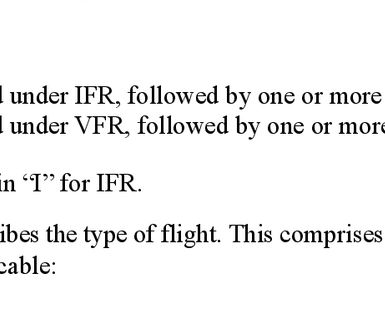 under IFR, followed by one or more
under VFR, followed by one or more
in “I” for IFR.
ibes the type of flight. This comprises
cable: